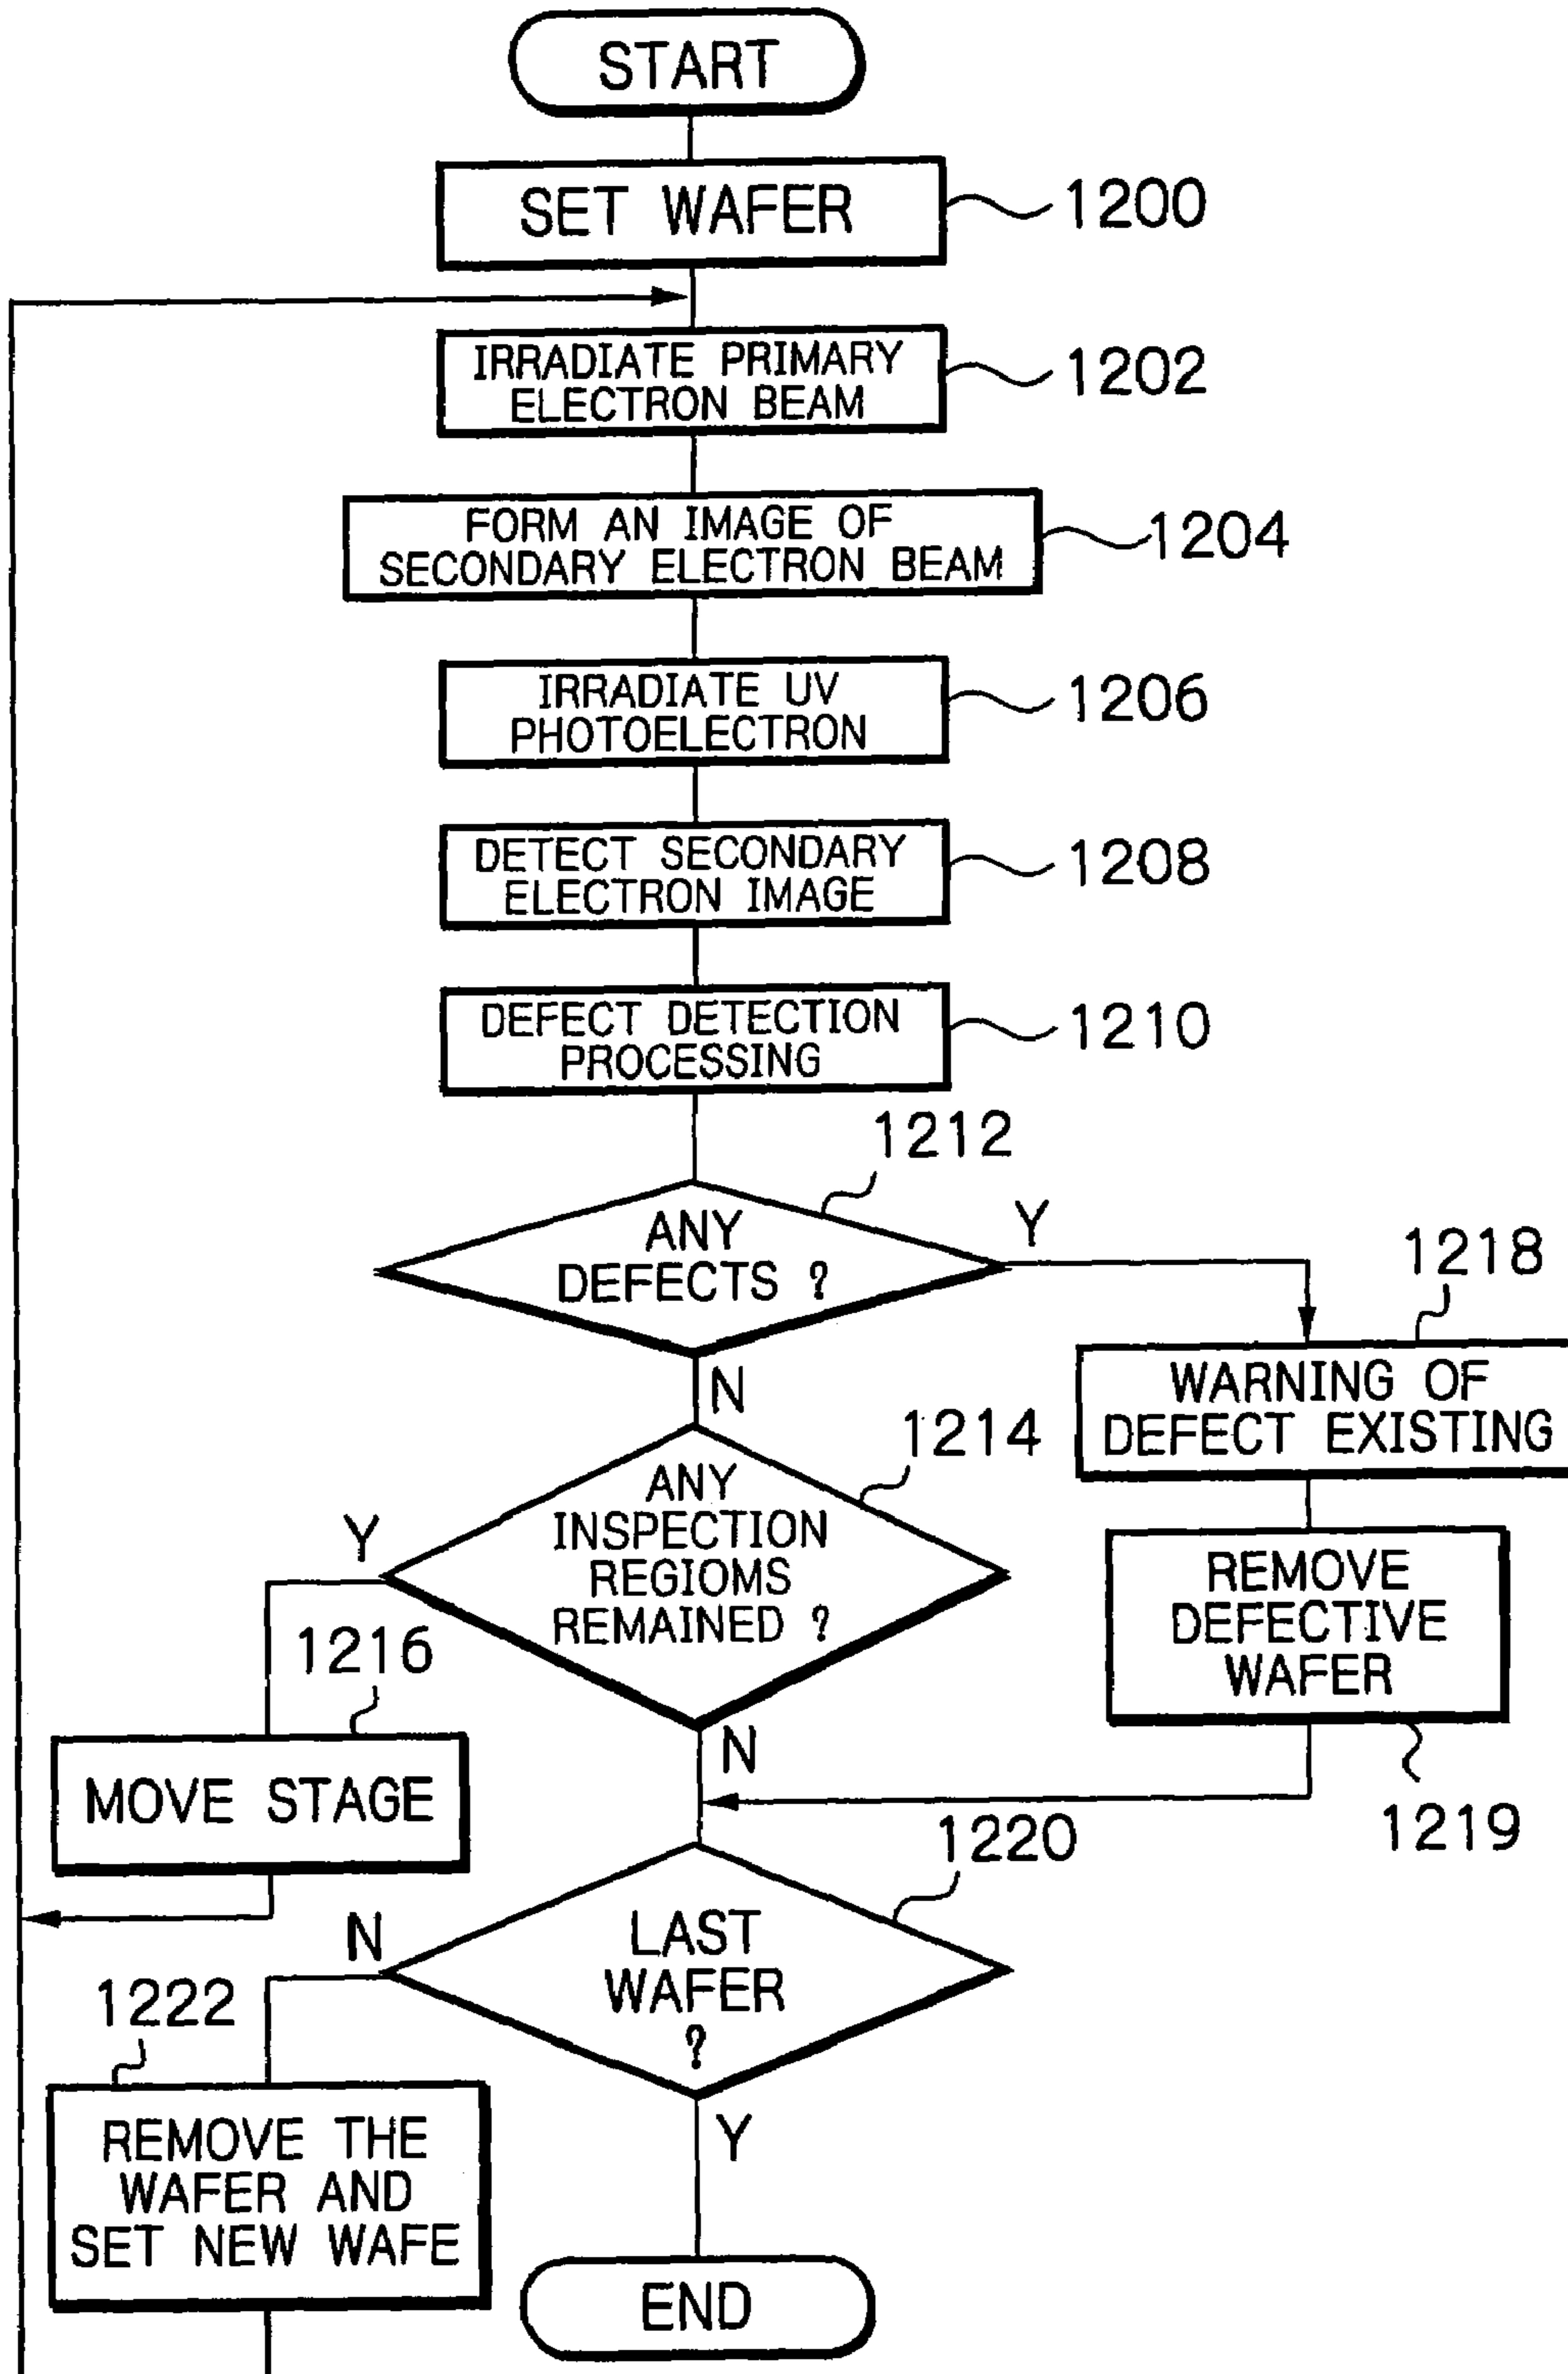 START
SET WAFER
1200
IRRADIATE PRIMARY
ELECTRON BEAM
1202
FORM AN IMAGE OF
SECONDARY ELECTRON BEAM
1204
IRRADIATE UV
PHOTOELECTRON
1206
DETECT SECONDARY
ELECTRON IMAGE
1208
DEFECT DETECTION
PROCESSING
1210
1212
ANY
DEFECTS ?
Y
N
1218
WARNING OF
DEFECT EXISTING
1214
ANY
INSPECTION
REGIOMS
REMAINED ?
Y
N
REMOVE
DEFECTIVE
WAFER
1219
1216
MOVE STAGE
1220
LAST
WAFER
?
N
Y
1222
REMOVE THE
WAFER AND
SET NEW WAFE
END